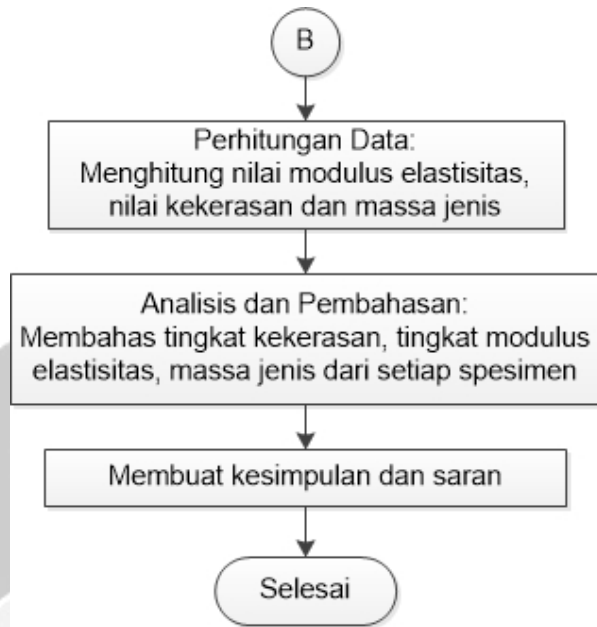 B
Perhitungan Data:
Menghitung nilai modulus elastisitas,
nilai kekerasan dan massa jenis
Analisis dan Pembahasan:
Membahas tingkat kekerasan, tingkat modulus
elastisitas, massa jenis dari setiap spesimen
Membuat kesimpulan dan saran
Selesai